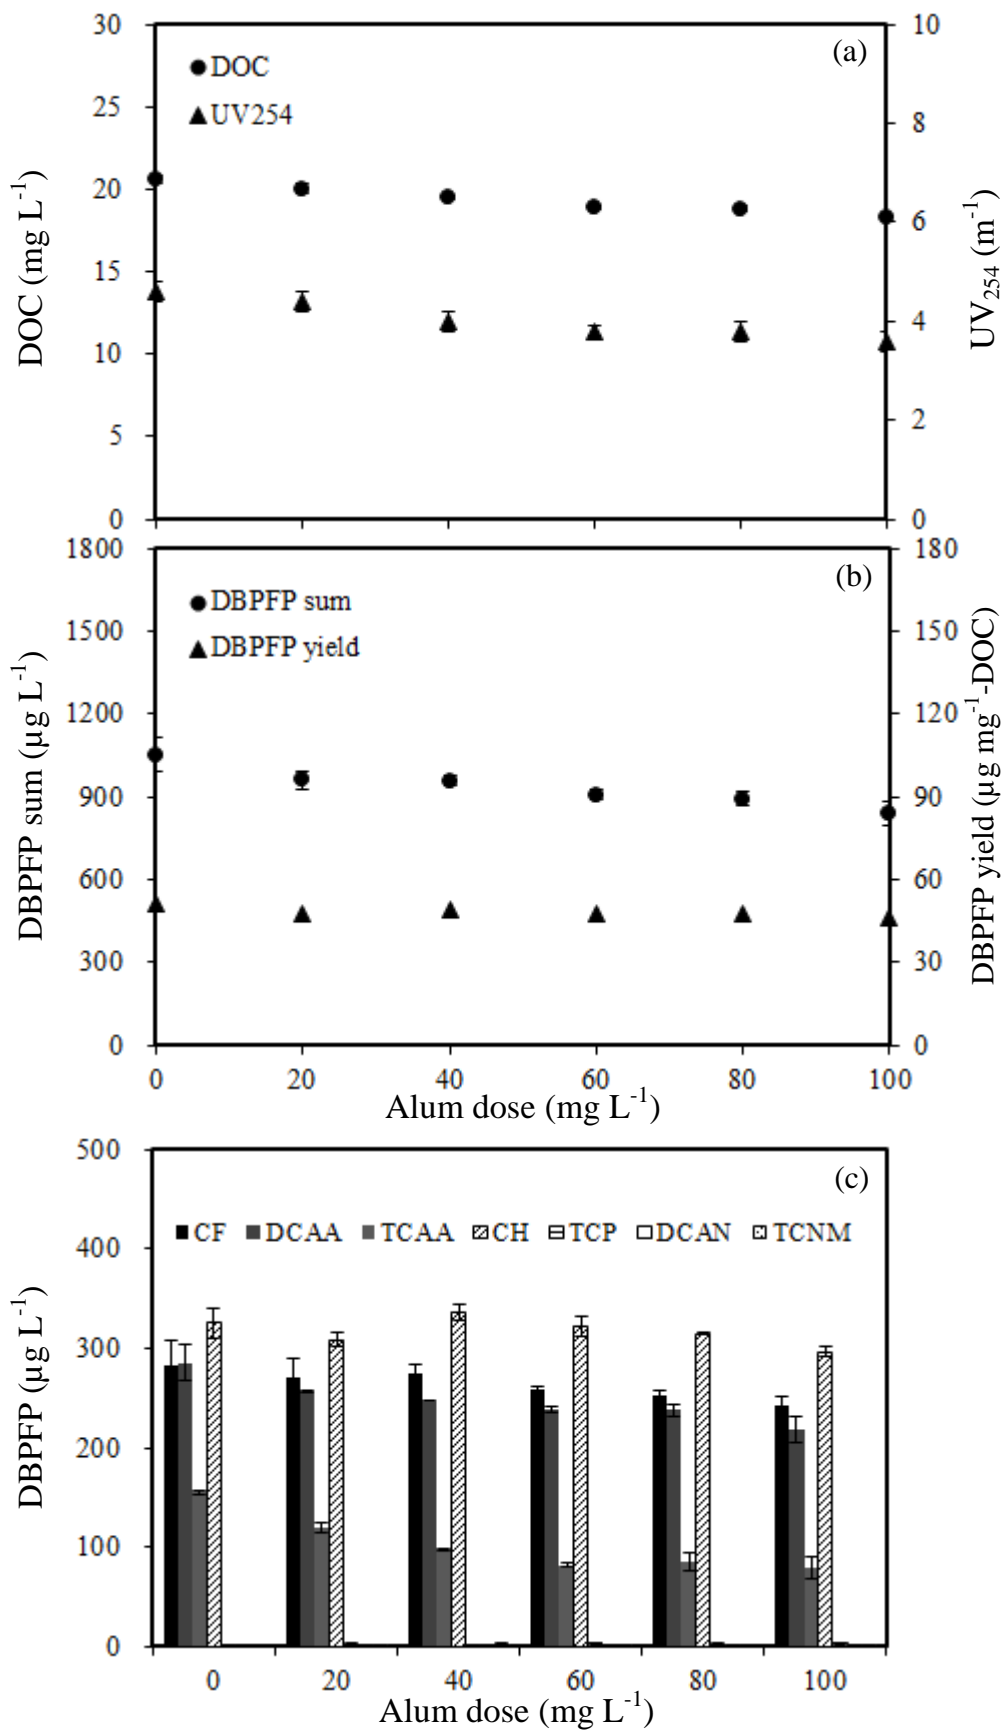 (a)
DOC
UV254
30
25
20
15
10
5
0
DOC (mg L-1)
10
8
6
4
2
0
UV254 (m-1)
(b)
DBPFP sum
DBPFP yield
1800
1500
1200
900
600
300
0
DBPFP sum (µg L-1)
180
150
120
90
60
30
0
DBPFP yield (µg mg-1-DOC)
0 20 40 60 80 100
Alum dose (mg L-1)
(c)
CF DCAA TCAA CH TCP DCAN TCNM
500
400
300
200
100
0
DBPFP (µg L-1)
0 20 40 60 80 100
Alum dose (mg L-1)